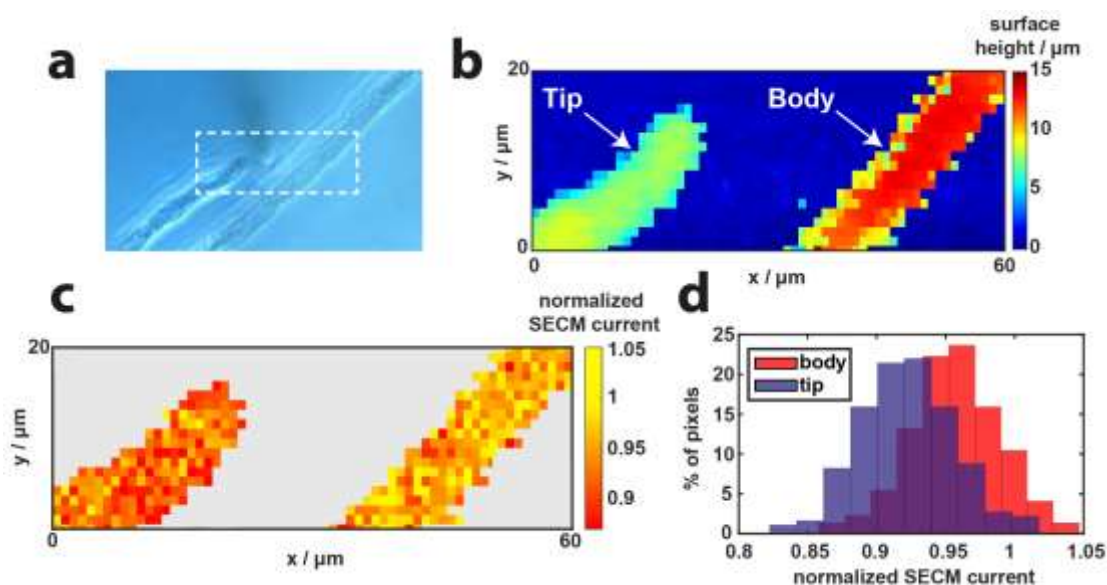 a
b
surface
height / µm
20
Tip
Body
15
10
5
0
y / µm
0
0
60
x / µm
c
normalized
SECM current
20
1.05
1
0.95
0.9
y / µm
0
0
60
x / µm
d
25
20
15
10
5
0
% of pixels
body
tip
0.8
0.85
0.9
0.95
1
1.05
normalized SECM current